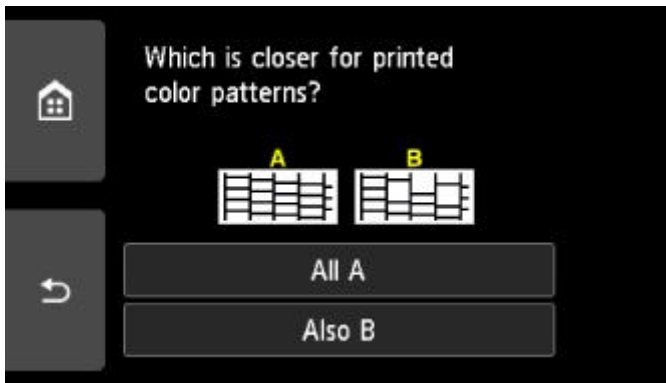 Which is closer for printed
color patterns?
A B
All A
Also B